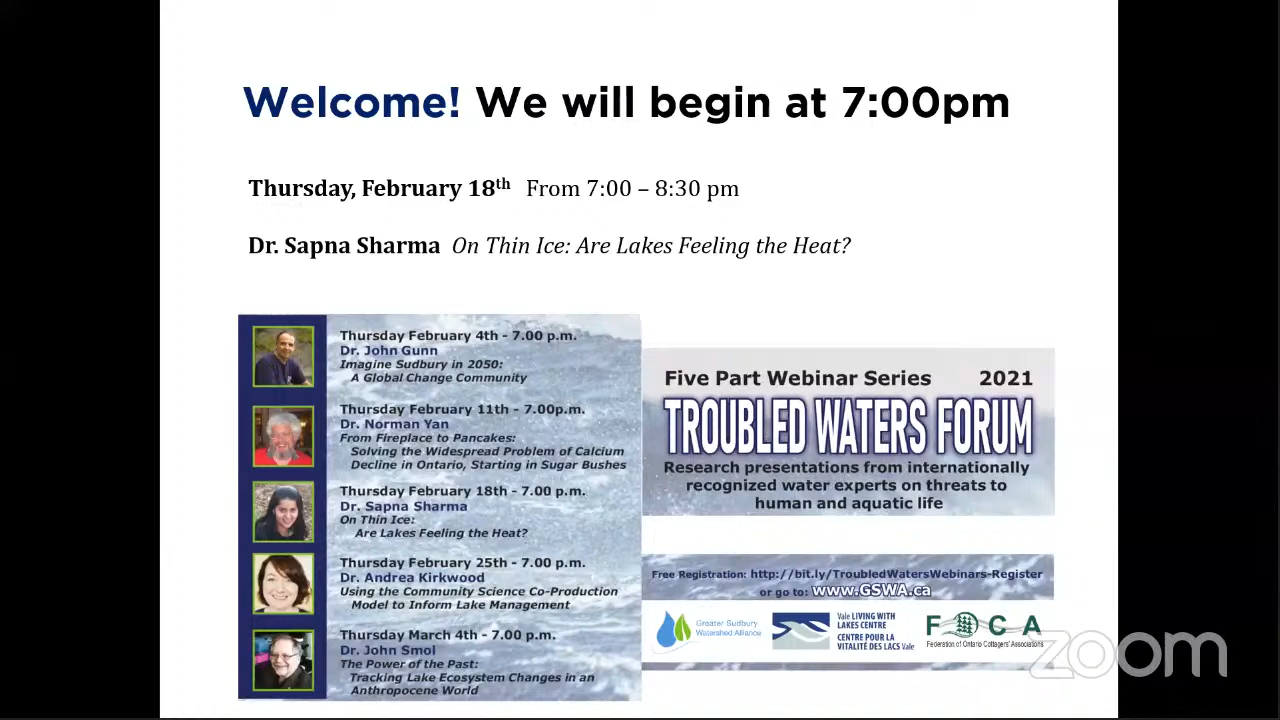 Welcome! We will begin at 7:00pm
Thursday, February 18th From 7:00 – 8:30 pm
Dr. Sapna Sharma On Thin Ice: Are Lakes Feeling the Heat?
Thursday February 4th - 7.00 p.m.
Dr. John Gunn
Imagine Sudbury in 2050:
A Global Change Community
Thursday February 11th - 7.00p.m.
Dr. Norman Yan
From Fireplace to Pancakes:
Solving the Widespread Problem of Calcium
Decline in Ontario, Starting in Sugar Bushes
Thursday February 18th - 7.00 p.m.
Dr. Sapna Sharma
On Thin Ice:
Are Lakes Feeling the Heat?
Thursday February 25th - 7.00 p.m.
Dr. Andrea Kirkwood
Using the Community Science Co-Production
Model to Inform Lake Management
Thursday March 4th - 7.00 p.m.
Dr. John Smol
The Power of the Past:
Tracking Lake Ecosystem Changes in an
Anthropocene World
Five Part Webinar Series 2021
TROUBLED WATERS FORUM
Research presentations from internationally
recognized water experts on threats to
human and aquatic life
Free Registration: http://bit.ly/TroubledWatersWebinars-Register
or go to: www.GSWA.ca
Greater Sudbury
Watershed Alliance
Vale LIVING WITH
LAKES CENTRE
CENTRE POUR LA
VITALITÉ DES LACS Vale
FOCA
Federation of Ontario Cottagers' Associations
zoom